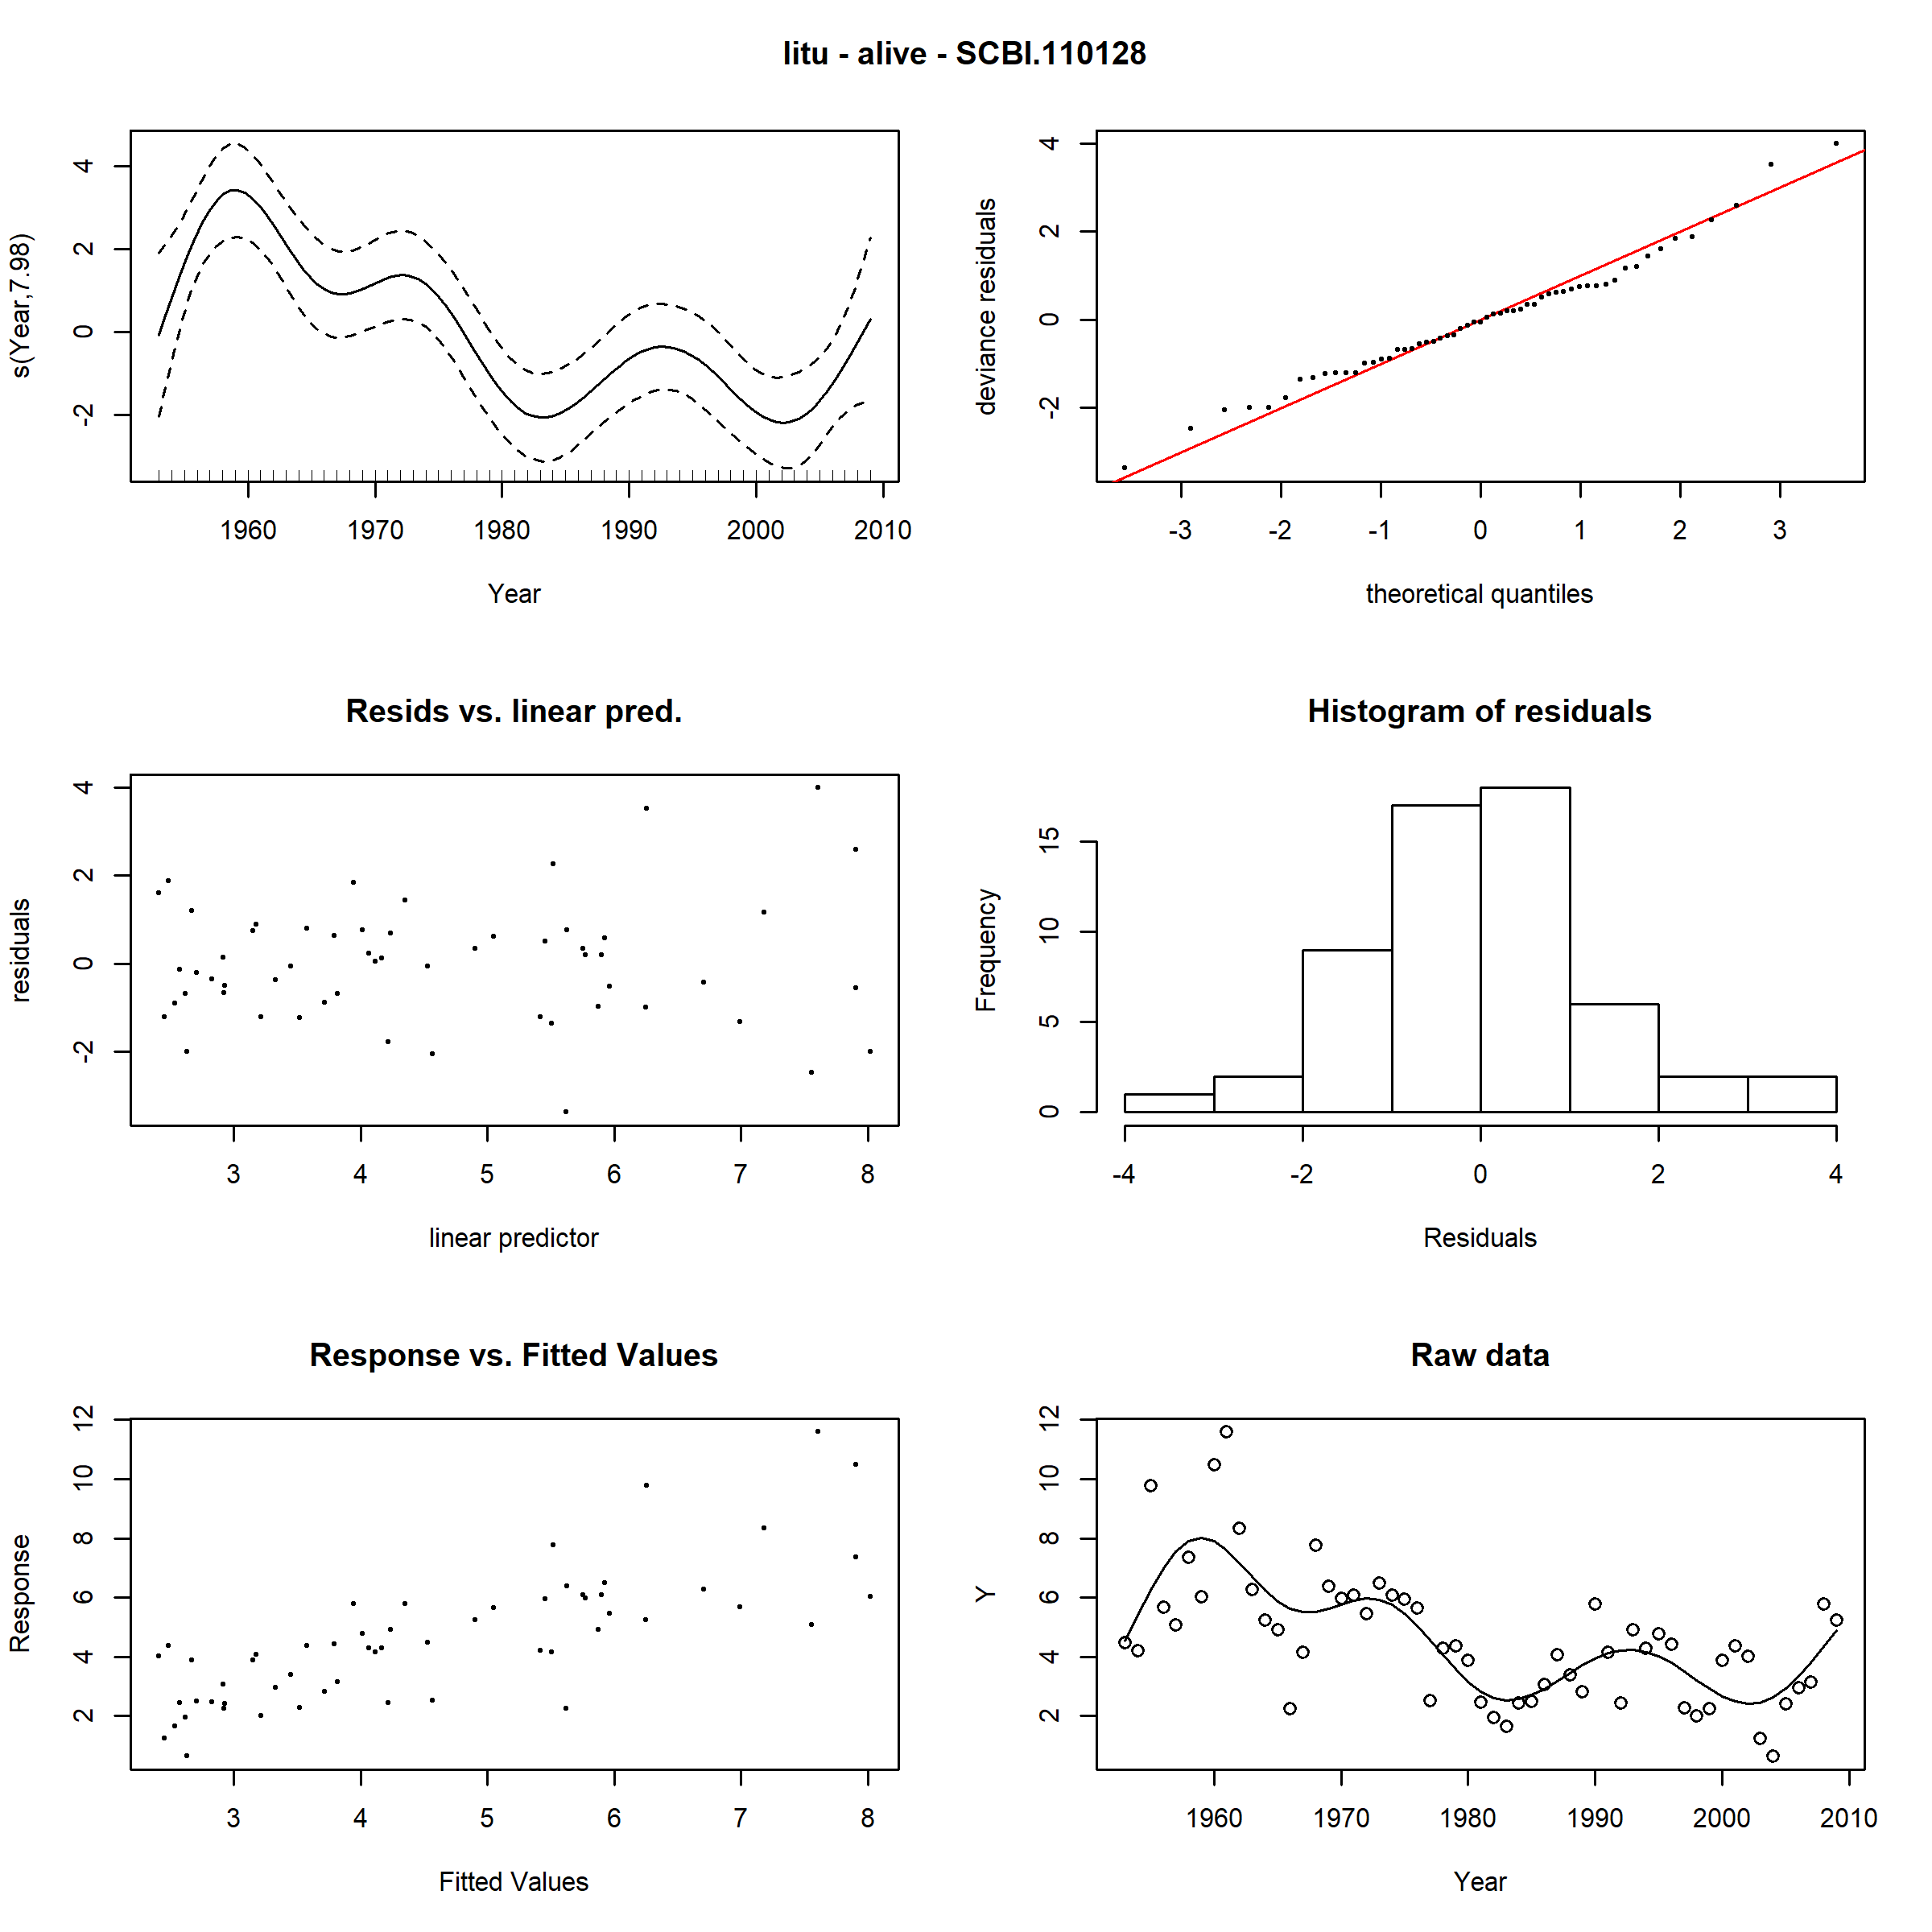 litu - alive - SCBI.110128
s(Year,7.98)
4
2
0
-2
1960 1970 1980 1990 2000 2010
Year
deviance residuals
4
2
0
-2
-3 -2 -1 0 1 2 3
theoretical quantiles
Resids vs. linear pred.
residuals
4
2
0
-2
3 4 5 6 7 8
linear predictor
Histogram of residuals
Frequency
15
10
5
0
-4 -2 0 2 4
Residuals
Response vs. Fitted Values
Response
12
10
8
6
4
2
3 4 5 6 7 8
Fitted Values
Raw data
Y
12
10
8
6
4
2
1960 1970 1980 1990 2000 2010
Year